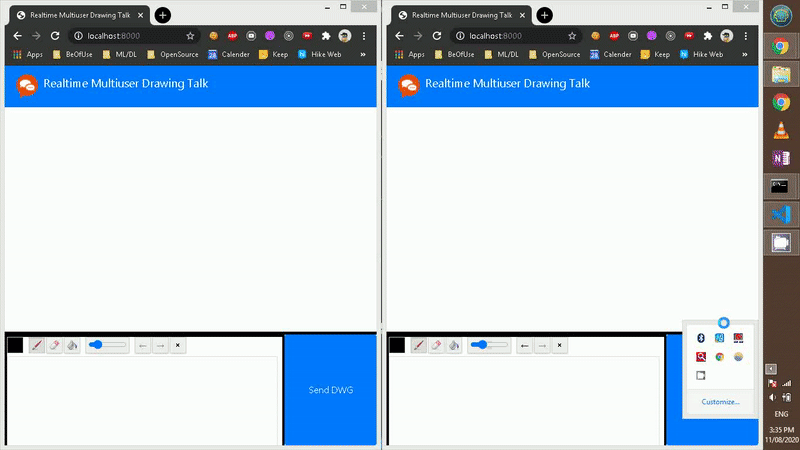 Realtime Multiuser Drawing Talk
localhost:8000
Apps BeOfUse ML/DL OpenSource 28 Calender Keep Hike Web »
Realtime Multiuser Drawing Talk
Send DWG
Realtime Multiuser Drawing Talk
localhost:8000
Apps BeOfUse ML/DL OpenSource 28 Calender Keep Hike Web »
Realtime Multiuser Drawing Talk
Customize...
ENG
3:35 PM
11/08/2020